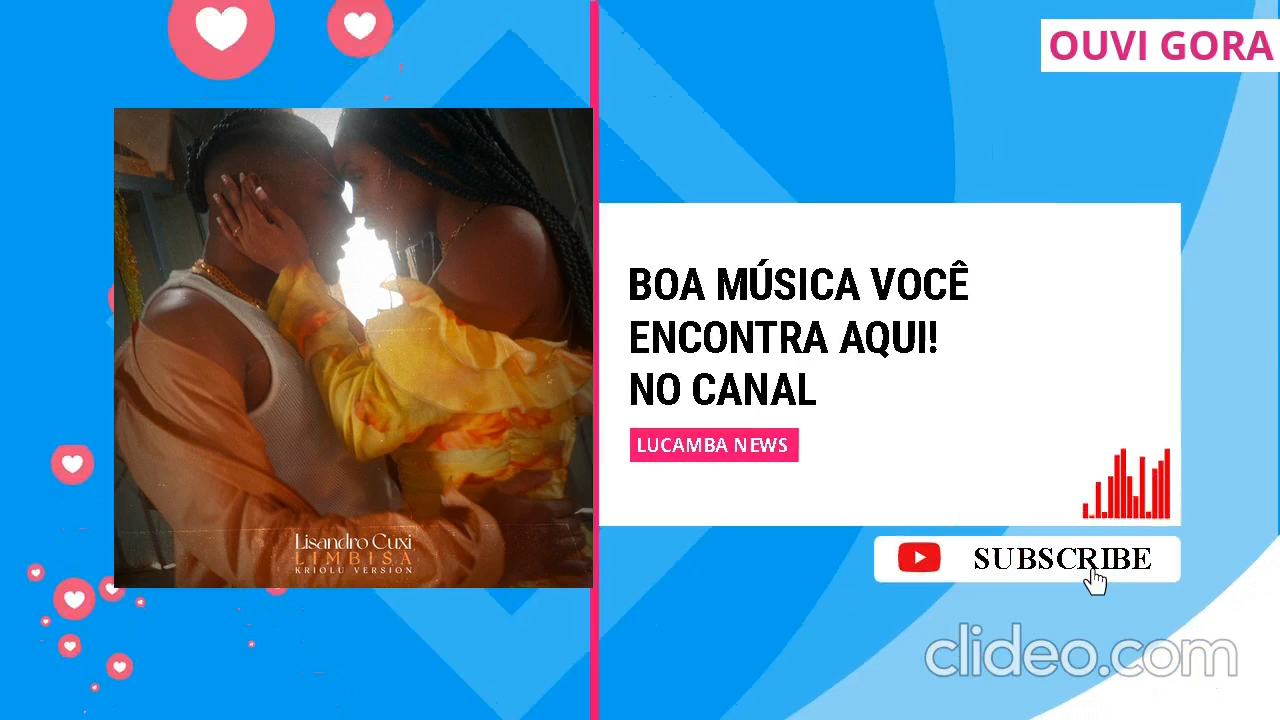 OUVI GORA
BOA MÚSICA VOCÊ
ENCONTRA AQUI!
NO CANAL
LUCAMBA NEWS
Lisandro Cuxi
LIMBISA
KRIOLU VERSION
SUBSCRIBE
clideo.com